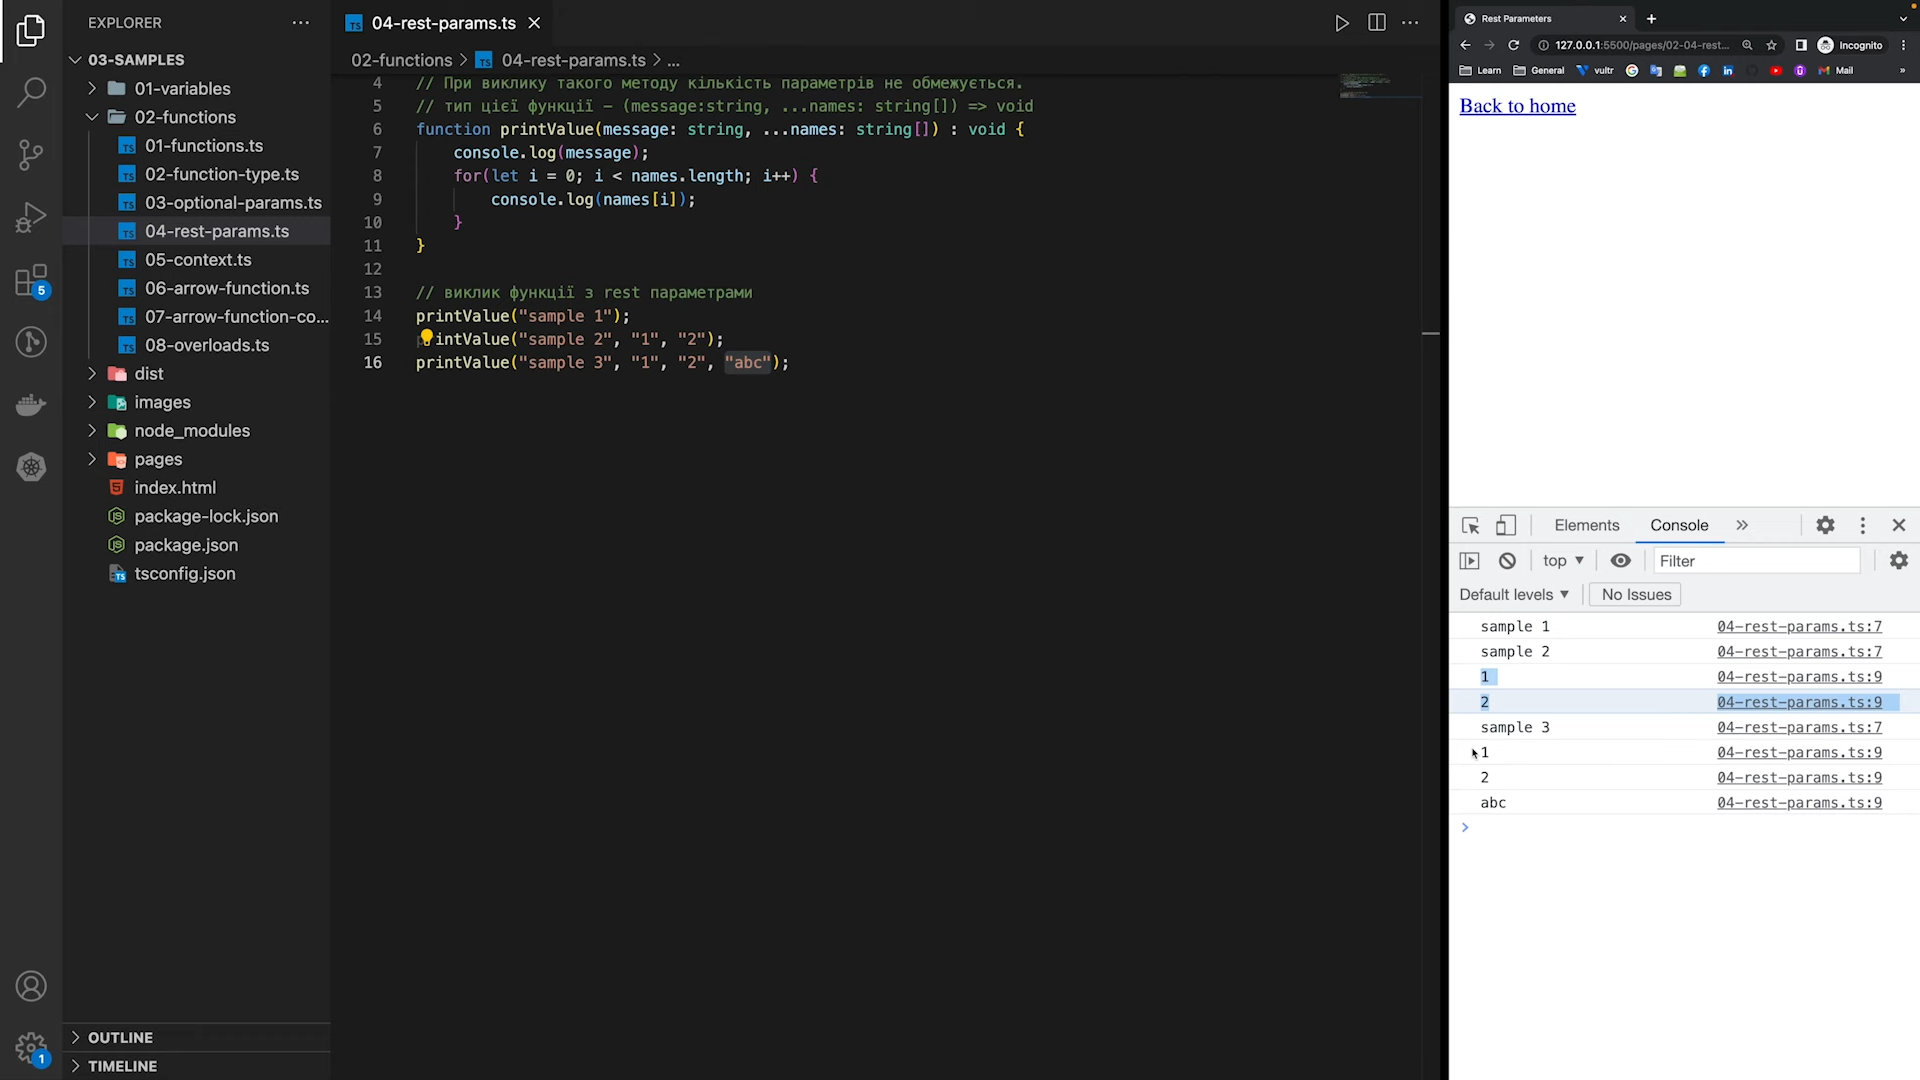 EXPLORER
03-SAMPLES
01-variables
02-functions
01-functions.ts
02-function-type.ts
03-optional-params.ts
04-rest-params.ts
05-context.ts
06-arrow-function.ts
07-arrow-function-co...
08-overloads.ts
dist
images
node_modules
pages
index.html
package-lock.json
package.json
tsconfig.json
OUTLINE
TIMELINE
5
1
04-rest-params.ts
02-functions > TS 04-rest-params.ts > ...
4 // При виклику такого методу кількість параметрів не обмежується.
5 // тип цієї функції – (message:string, ...names: string[]) => void
6 function printValue(message: string, ...names: string[]) : void {
7 console.log(message);
8 for(let i = 0; i < names.length; i++) {
9 console.log(names[i]);
10 }
11 }
12
13 // виклик функції з rest параметрами
14 printValue("sample 1");
15 printValue("sample 2", "1", "2");
16 printValue("sample 3", "1", "2", "abc");
Rest Parameters
127.0.0.1:5500/pages/02-04-rest...
Incognito
Learn General vultr Mail
Back to home
Elements Console
top Filter
Default levels No Issues
sample 1 04-rest-params.ts:7
sample 2 04-rest-params.ts:7
1 04-rest-params.ts:9
2 04-rest-params.ts:9
sample 3 04-rest-params.ts:7
1 04-rest-params.ts:9
2 04-rest-params.ts:9
abc 04-rest-params.ts:9